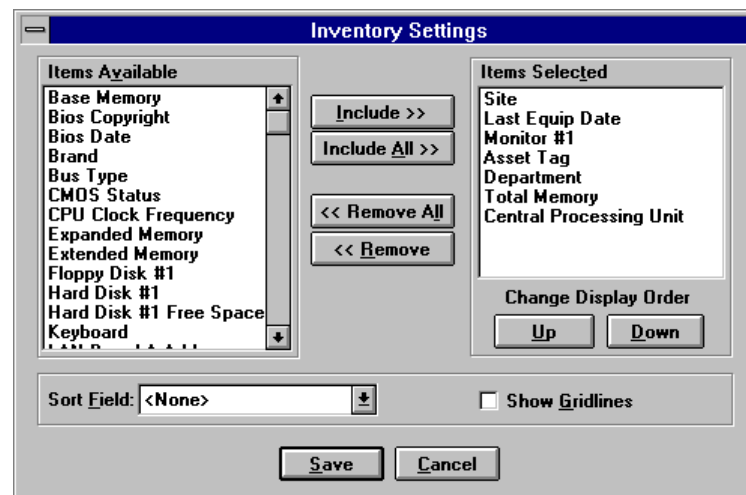 Inventory Settings
Items Available
Base Memory
Bios Copyright
Bios Date
Brand
Bus Type
CMOS Status
CPU Clock Frequency
Expanded Memory
Extended Memory
Floppy Disk #1
Hard Disk #1
Hard Disk #1 Free Space
Keyboard
Include >>
Include All >>
<< Remove All
<< Remove
Items Selected
Site
Last Equip Date
Monitor #1
Asset Tag
Department
Total Memory
Central Processing Unit
Change Display Order
Up
Down
Sort Field: <None>
Show Gridlines
Save
Cancel